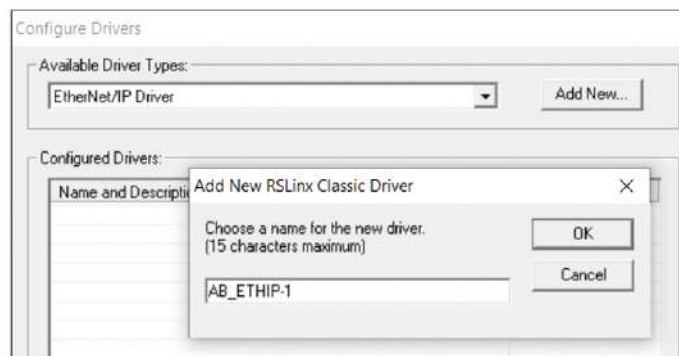 Configure Drivers
Available Driver Types:
EtherNet/IP Driver
Add New...
Configured Drivers:
Name and Descripti
Add New RSLinx Classic Driver
Choose a name for the new driver.
(15 characters maximum)
OK
Cancel
AB_ETHIP-1